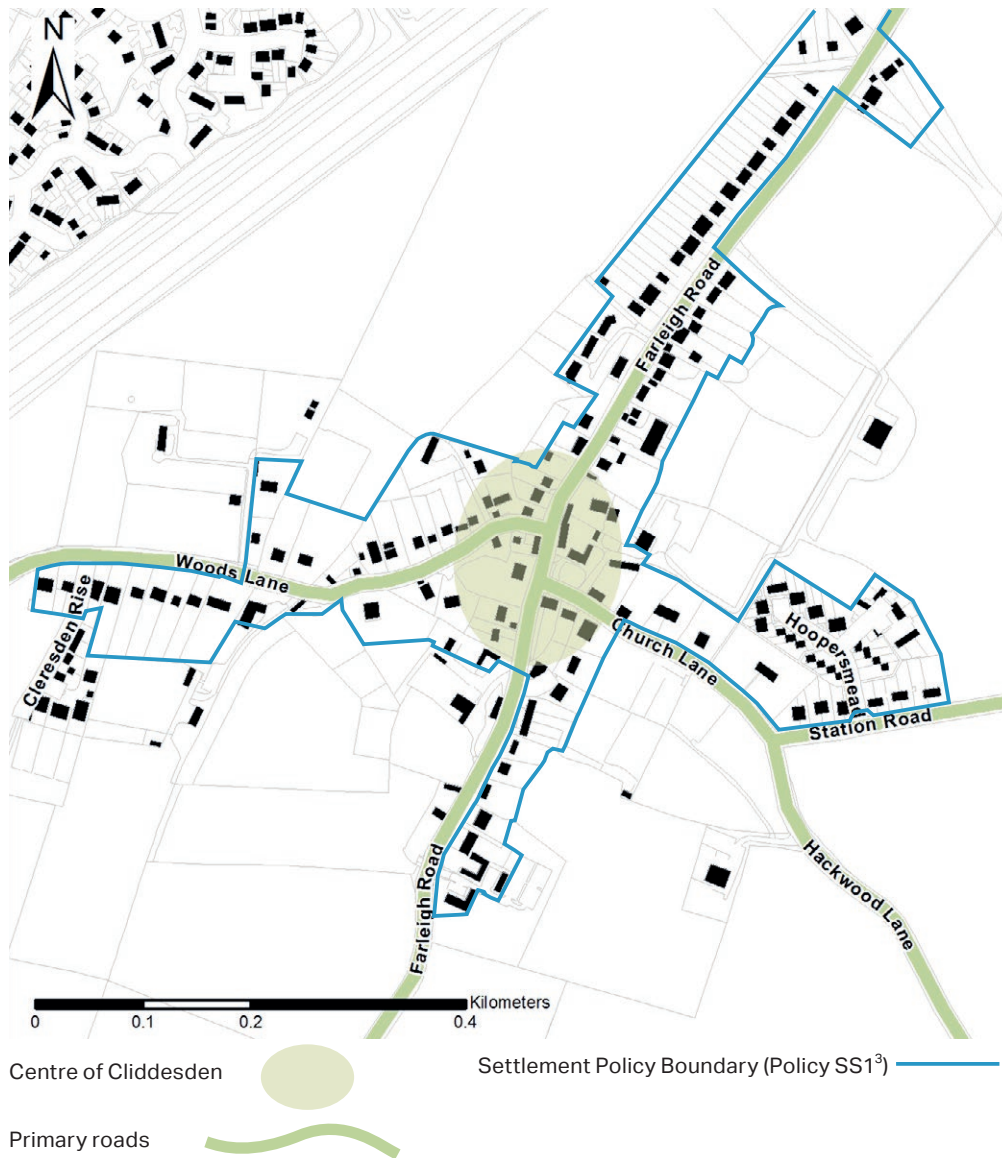 N
Farleigh Road
Woods Lane
Cleresden Rise
Church Lane
Hoopersmead
Station Road
Farleigh Road
Hackwood Lane
Kilometers
0 0.1 0.2 0.4
Centre of Cliddesden
Settlement Policy Boundary (Policy SS1³)
Primary roads